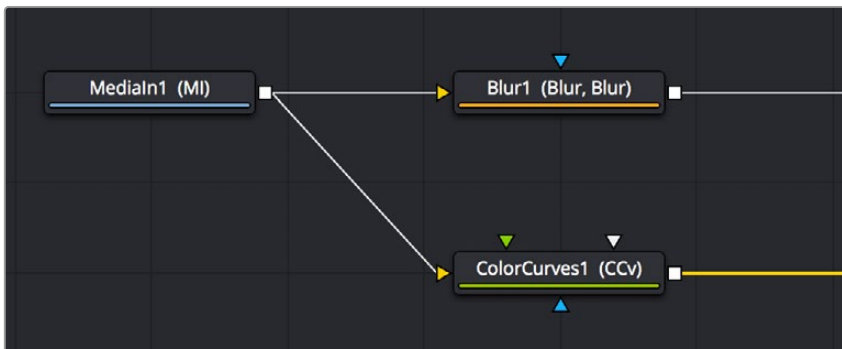 MediaIn1 (MI)
Blur1 (Blur, Blur)
ColorCurves1 (CCv)